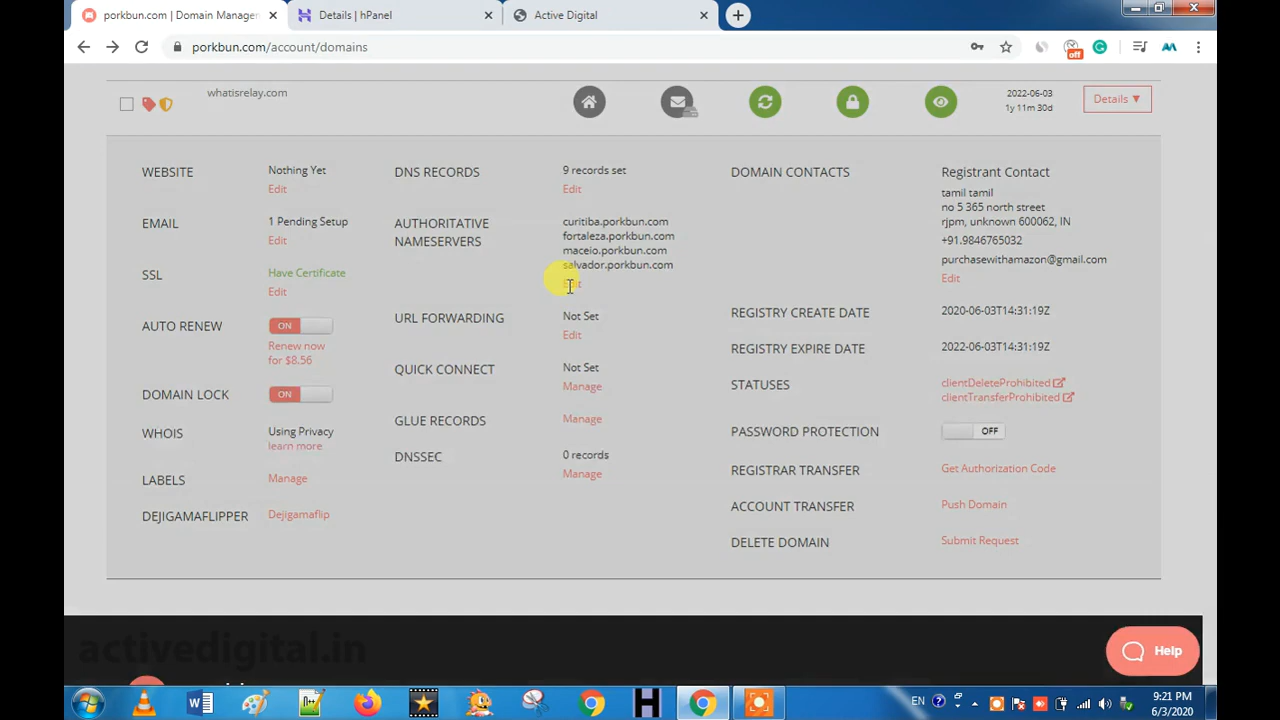 porkbun.com | Domain Manager
Details | hPanel
Active Digital
porkbun.com/account/domains
off
whatisrelay.com
2022-06-03
1y 11m 30d
Details ▼
WEBSITE
Nothing Yet
Edit
EMAIL
1 Pending Setup
Edit
SSL
Have Certificate
Edit
AUTO RENEW
ON
Renew now
for $8.56
DOMAIN LOCK
ON
WHOIS
Using Privacy
learn more
LABELS
Manage
DEJIGAMAFLIPPER
Dejigamaflip
DNS RECORDS
9 records set
Edit
AUTHORITATIVE
NAMESERVERS
curitiba.porkbun.com
fortaleza.porkbun.com
maceio.porkbun.com
salvador.porkbun.com
Edit
URL FORWARDING
Not Set
Edit
QUICK CONNECT
Not Set
Manage
GLUE RECORDS
Manage
DNSSEC
0 records
Manage
DOMAIN CONTACTS
Registrant Contact
tamil tamil
no 5 365 north street
rjpm, unknown 600062, IN
+91.9846765032
purchasewithamazon@gmail.com
Edit
REGISTRY CREATE DATE
2020-06-03T14:31:19Z
REGISTRY EXPIRE DATE
2022-06-03T14:31:19Z
STATUSES
clientDeleteProhibited
clientTransferProhibited
PASSWORD PROTECTION
OFF
REGISTRAR TRANSFER
Get Authorization Code
ACCOUNT TRANSFER
Push Domain
DELETE DOMAIN
Submit Request
activedigital.in
Help
EN
9:21 PM
6/3/2020